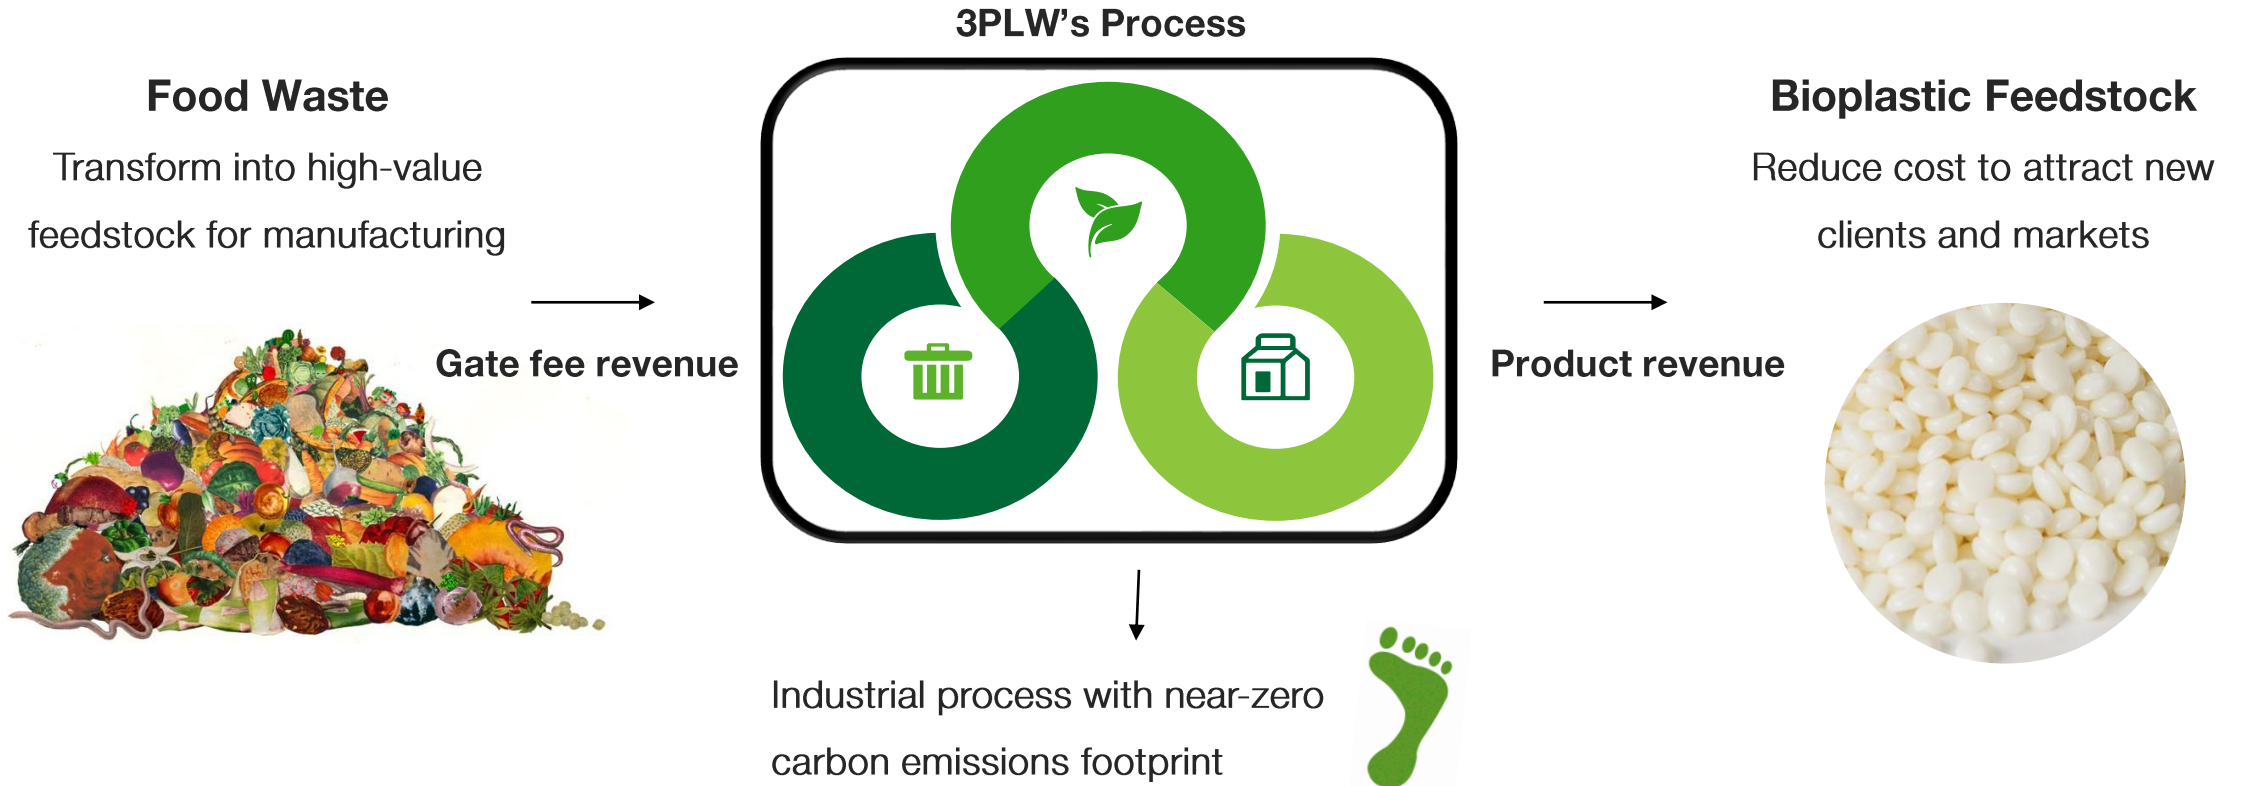 3PLW’s Process
Food Waste
Transform into high-value
feedstock for manufacturing
Gate fee revenue
Bioplastic Feedstock
Reduce cost to attract new
clients and markets
Product revenue
Industrial process with near-zero
carbon emissions footprint